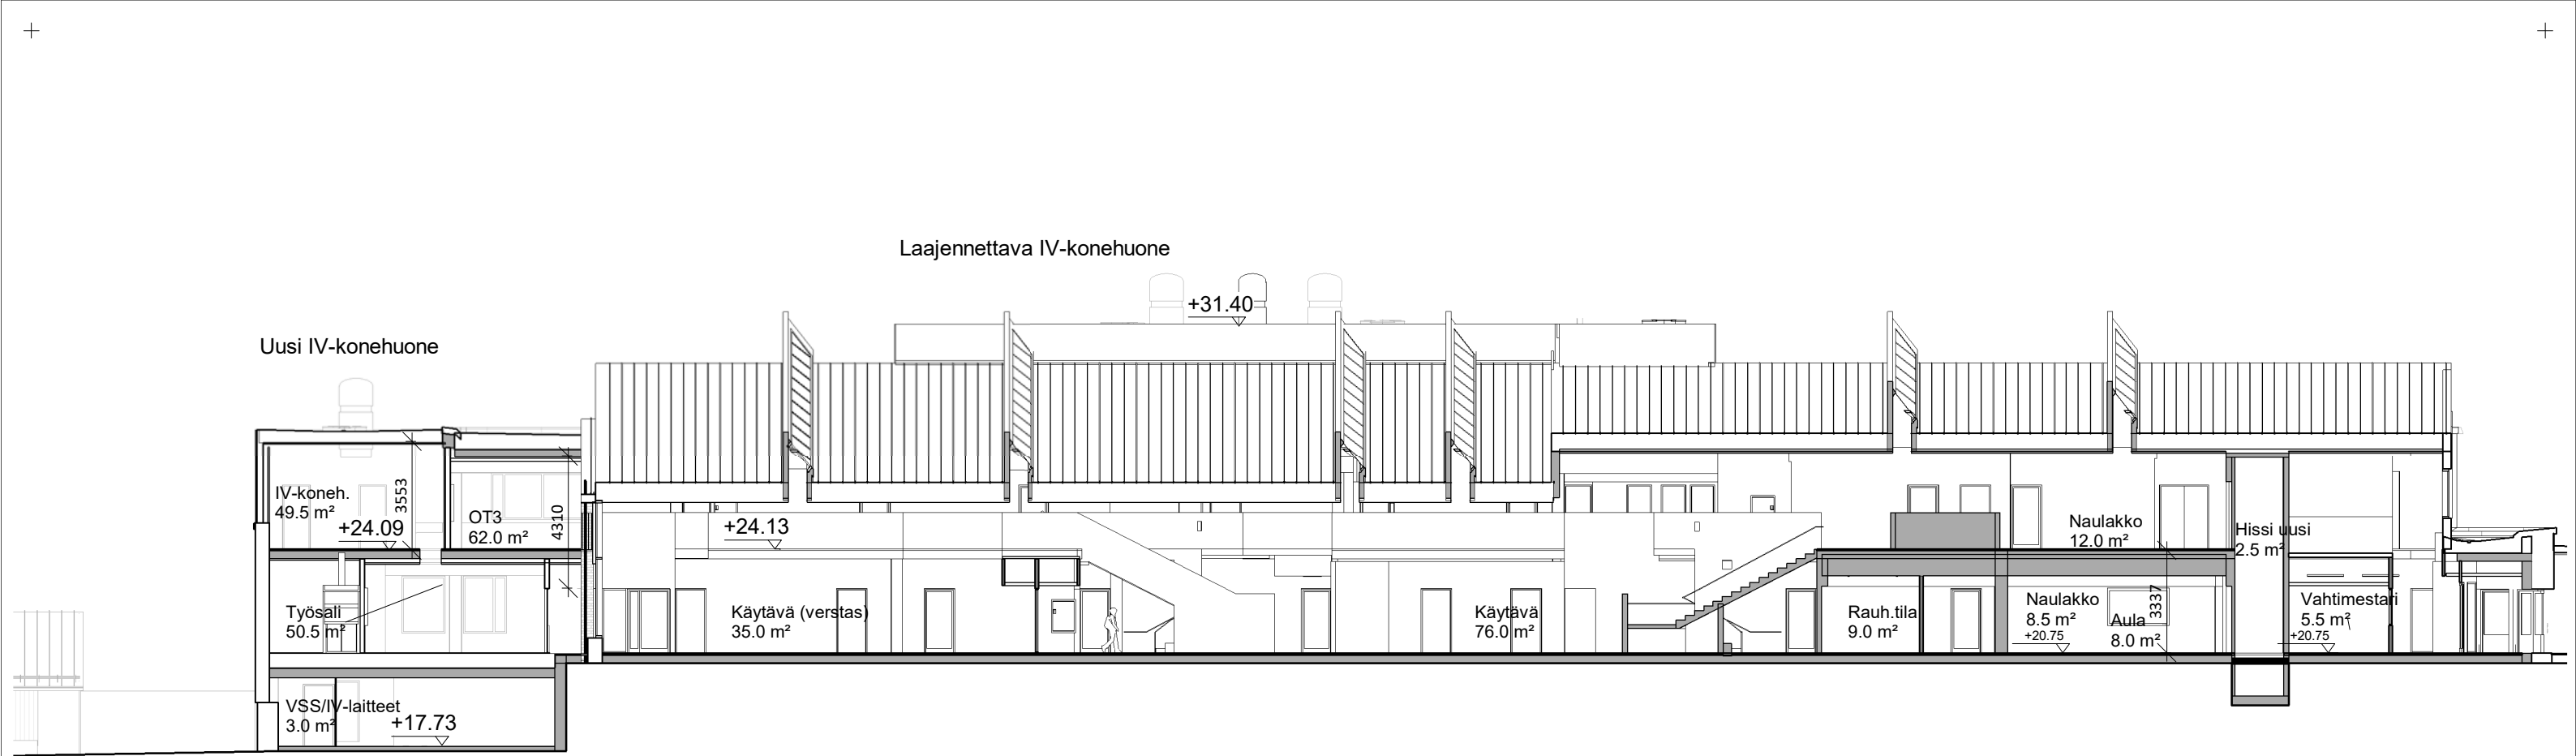 Laajennettava IV-konehuone
+31.40
Uusi IV-konehuone
IV-koneh.
49.5 m²
3553
+24.09
OT3
62.0 m²
4310
+24.13
Naulakko
12.0 m²
Hissi uusi
2.5 m²
Työsali
50.5 m²
Käytävä (verstas)
35.0 m²
Käytävä
76.0 m²
Rauh.tila
9.0 m²
Naulakko
8.5 m²
+20.75
Aula
8.0 m²
3337
Vahtimestari
5.5 m²
+20.75
VSS/IV-laitteet
3.0 m²
+17.73